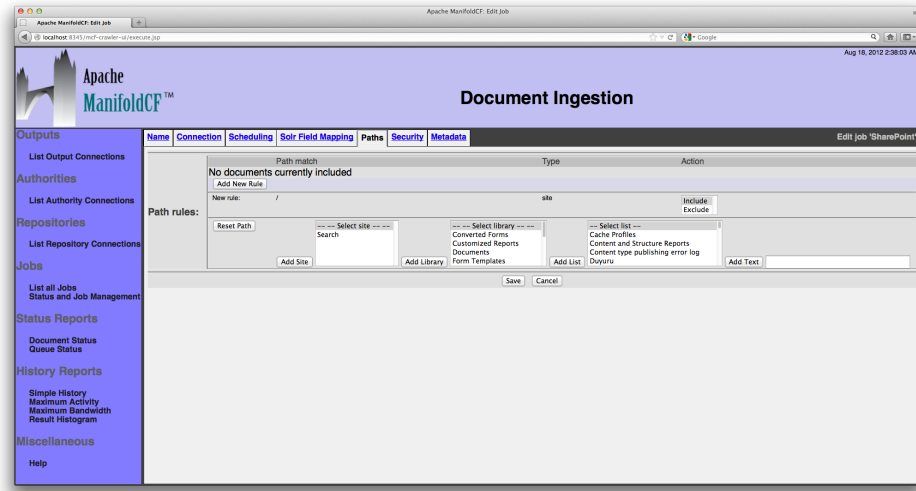 Apache ManifoldCF: Edit Job
Apache ManifoldCF: Edit Job
localhost:8345/mcf-crawler-ui/execute.jsp
Google
Aug 18, 2012 2:38:03 AM
Apache
ManifoldCF™
Document Ingestion
Name Connection Scheduling Solr Field Mapping Paths Security Metadata
Edit job 'SharePoint'
Outputs
List Output Connections
Authorities
List Authority Connections
Repositories
List Repository Connections
Jobs
List all Jobs
Status and Job Management
Status Reports
Document Status
Queue Status
History Reports
Simple History
Maximum Activity
Maximum Bandwidth
Result Histogram
Miscellaneous
Help
Path rules:
Path match Type Action
No documents currently included
Add New Rule
New rule: / site
Include
Exclude
Reset Path
Add Site
-- -- Select site -- --
Search
Add Library
-- -- Select library -- --
Converted Forms
Customized Reports
Documents
Form Templates
Add List
-- Select list --
Cache Profiles
Content and Structure Reports
Content type publishing error log
Duyuru
Add Text
Save Cancel